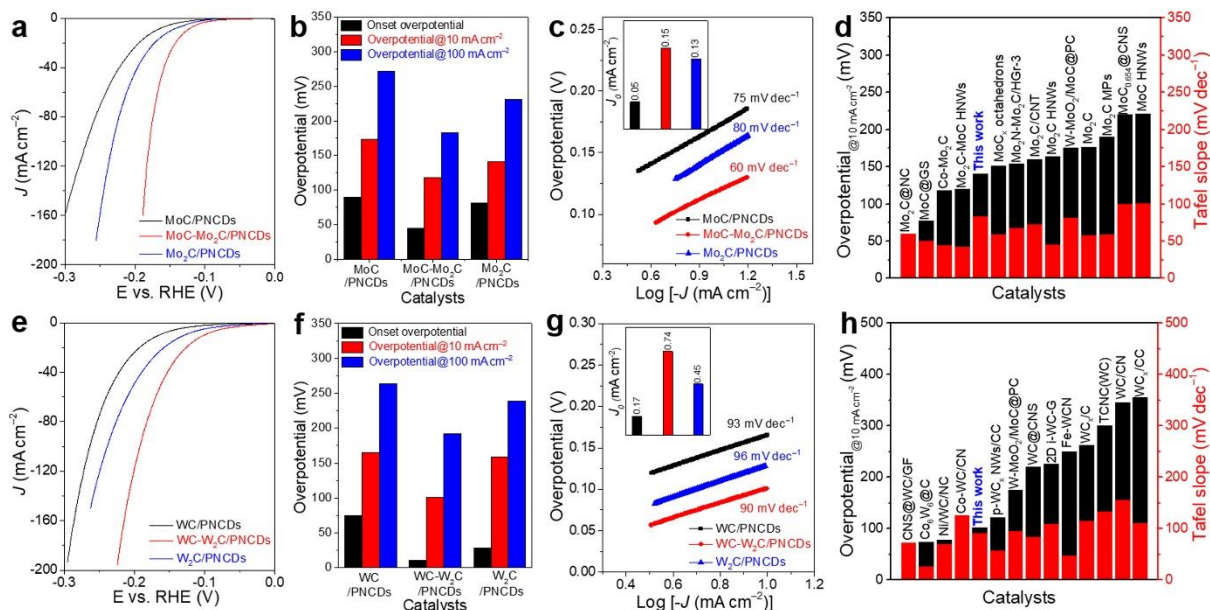 a
J (mA cm⁻²)
0
-40
-80
-120
-160
-200
MoC/PNCDs
MoC-Mo₂C/PNCDs
Mo₂C/PNCDs
-0.3
-0.2
-0.1
0.0
E vs. RHE (V)
b
Overpotential (mV)
350
300
250
200
150
100
50
0
Onset overpotential
Overpotential@10 mA cm⁻²
Overpotential@100 mA cm⁻²
MoC /PNCDs
MoC-Mo₂C /PNCDs
Mo₂C /PNCDs
Catalysts
c
Overpotential (V)
0.25
0.20
0.15
0.10
J₀ (mA cm⁻²)
0.05
0.15
0.13
75 mV dec⁻¹
80 mV dec⁻¹
60 mV dec⁻¹
MoC/PNCDs
MoC-Mo₂C/PNCDs
Mo₂C/PNCDs
0.3
0.6
0.9
1.2
1.5
Log [-J (mA cm⁻²)]
d
Overpotential@10 mA cm⁻² (mV)
350
300
250
200
150
100
50
0
Mo₂C@NC
MoC@GS
Co-Mo₂C
Mo₂C-MoC HNWs
This work
MoCₓ octahedrons
Mo₂N-Mo₂C/HGr-3
Mo₂C/CNT
Mo₂C HNWs
W-MoO₂/MoC@PC
Mo₂C
Mo₂C MPs
MoC₀.₆₅₄@CNS
MoC HNWs
350
300
250
200
150
100
50
0
Tafel slope (mV dec⁻¹)
Catalysts
e
J (mA cm⁻²)
0
-40
-80
-120
-160
-200
WC/PNCDs
WC-W₂C/PNCDs
W₂C/PNCDs
-0.3
-0.2
-0.1
0.0
E vs. RHE (V)
f
Overpotential (mV)
350
300
250
200
150
100
50
0
Onset overpotential
Overpotential@10 mA cm⁻²
Overpotential@100 mA cm⁻²
WC /PNCDs
WC-W₂C /PNCDs
W₂C /PNCDs
Catalysts
g
Overpotential (V)
0.30
0.25
0.20
0.15
0.10
0.05
0.00
J₀ (mA cm⁻²)
0.17
0.74
0.45
93 mV dec⁻¹
96 mV dec⁻¹
90 mV dec⁻¹
WC/PNCDs
WC-W₂C/PNCDs
W₂C/PNCDs
0.4
0.6
0.8
1.0
1.2
Log [-J (mA cm⁻²)]
h
Overpotential@10 mA cm⁻² (mV)
500
400
300
200
100
0
CNS@WC/GF
Co₆W₆@C
Ni/WC/NC
Co-WC/CN
This work
p-WCₓ NWs/CC
W-MoO₂/MoC@PC
WC@CNS
2D i-WC-G
Fe-WCN
WCₓ/C
TCNC(WC)
WC/CN
WCₓ/CC
500
400
300
200
100
0
Tafel slope (mV dec⁻¹)
Catalysts